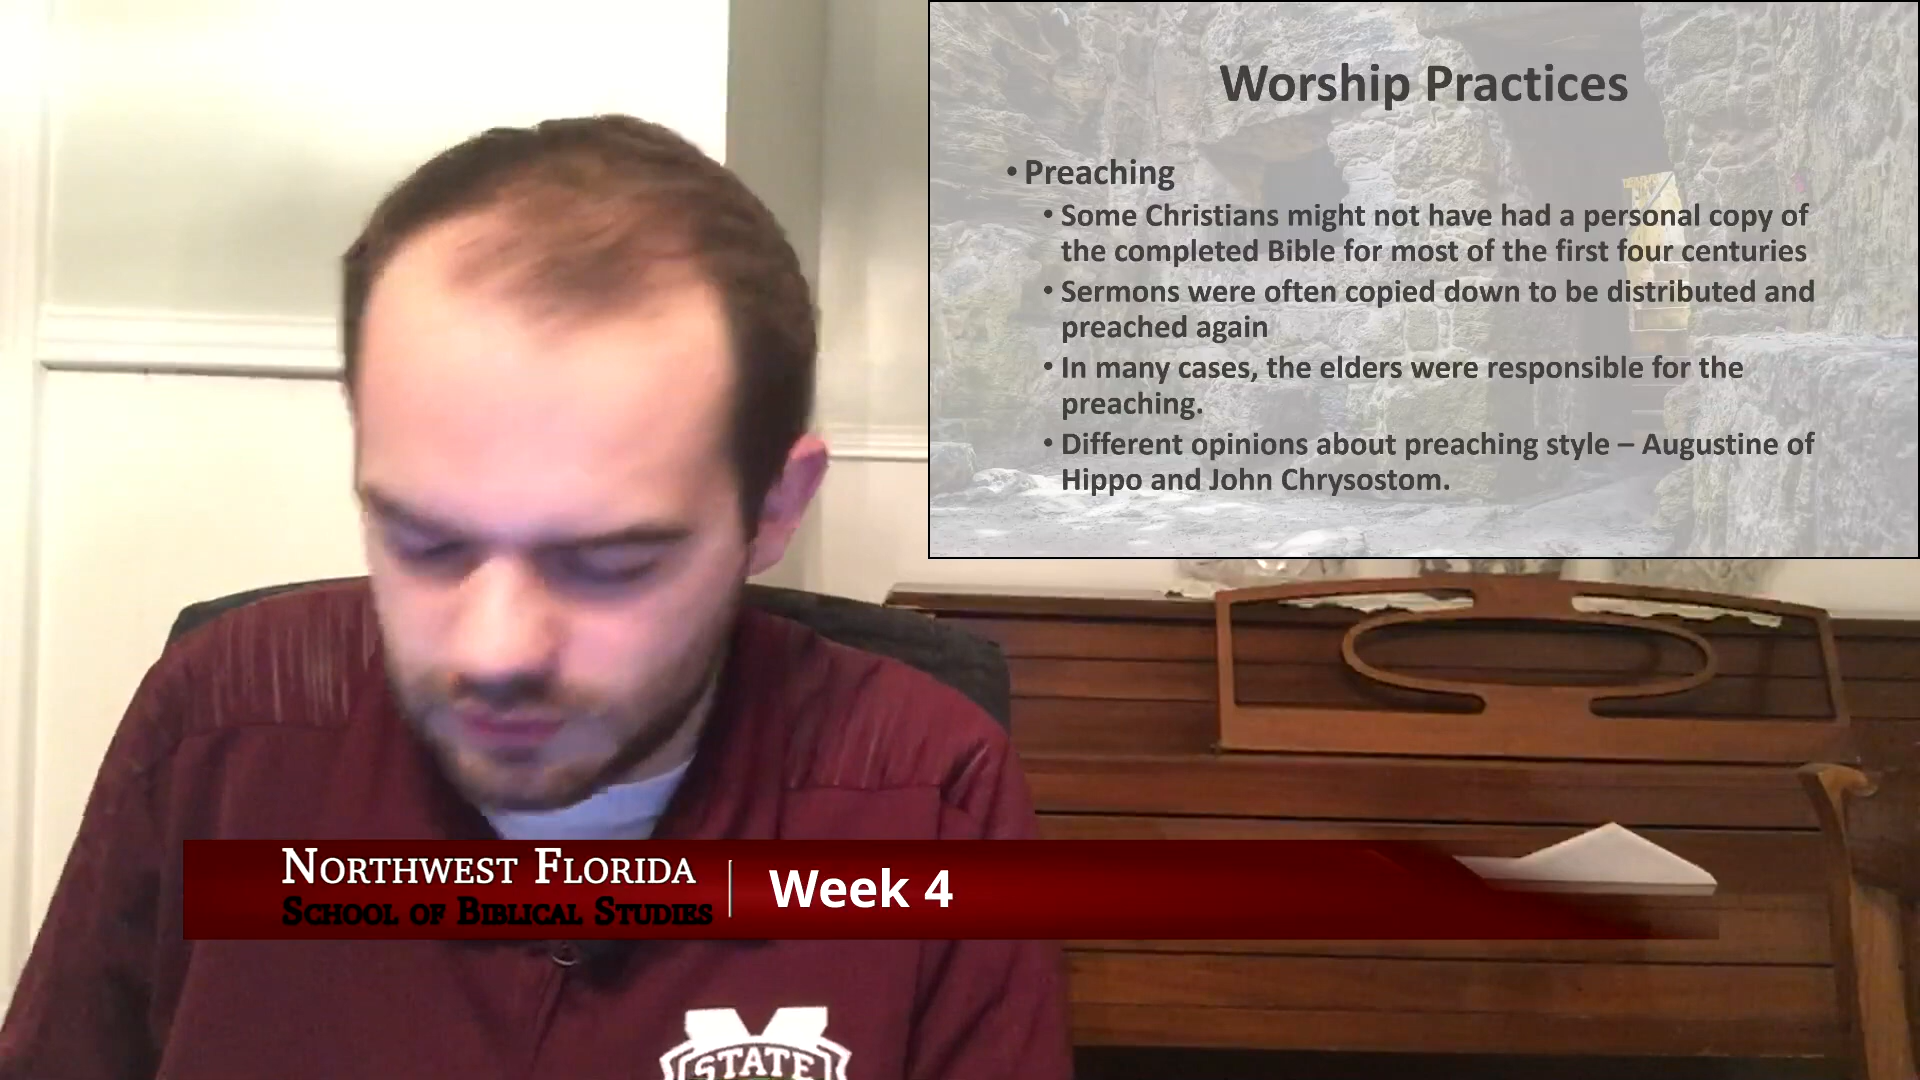 Worship Practices
• Preaching
• Some Christians might not have had a personal copy of
the completed Bible for most of the first four centuries
• Sermons were often copied down to be distributed and
preached again
• In many cases, the elders were responsible for the
preaching.
• Different opinions about preaching style – Augustine of
Hippo and John Chrysostom.
NORTHWEST FLORIDA
SCHOOL OF BIBLICAL STUDIES
Week 4
STATE